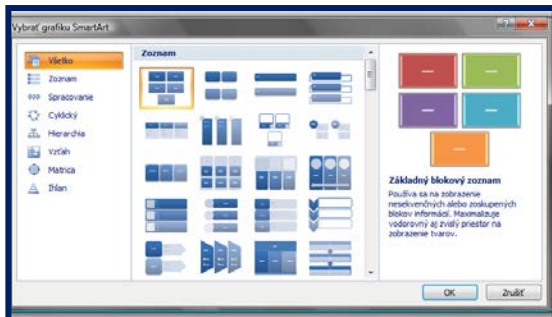 Vybrať grafiku SmartArt
Všetko
Zoznam
Spracovanie
Cyklický
Hierarchia
Vzťah
Matrica
Ihlan
Zoznam
Základný blokový zoznam
Používa sa na zobrazenie
nesekvenčných alebo zoskupených
blokov informácií. Maximalizuje
vodorovný aj zvislý priestor na
zobrazenie tvarov.
OK
Zrušiť